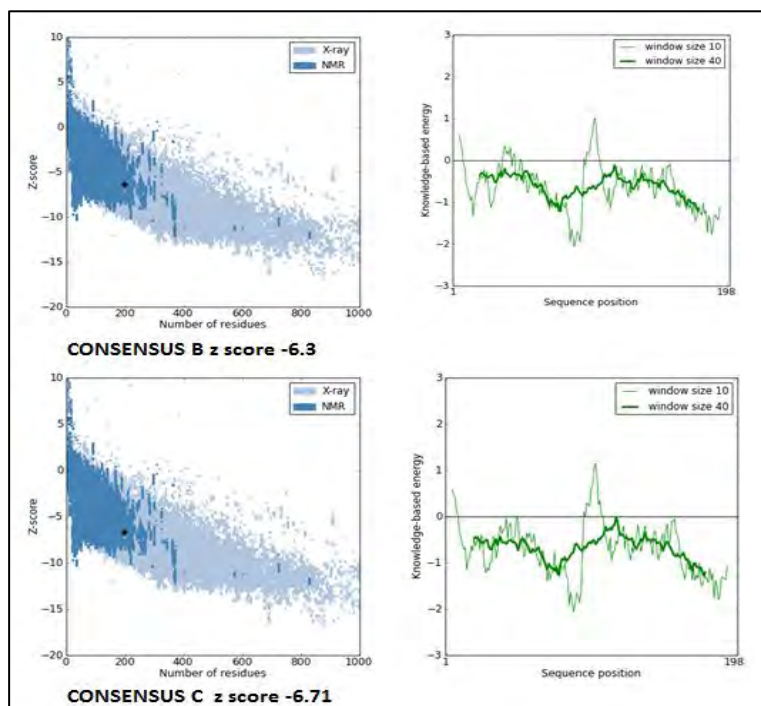 10
5
0
−5
−10
−15
−20
Z-score
X-ray
NMR
0 200 400 600 800 1000
Number of residues
3
2
1
0
−1
−2
−3
Knowledge-based energy
window size 10
window size 40
1 198
Sequence position
CONSENSUS B z score -6.3
10
5
0
−5
−10
−15
−20
Z-score
X-ray
NMR
0 200 400 600 800 1000
Number of residues
3
2
1
0
−1
−2
−3
Knowledge-based energy
window size 10
window size 40
1 198
Sequence position
CONSENSUS C z score -6.71